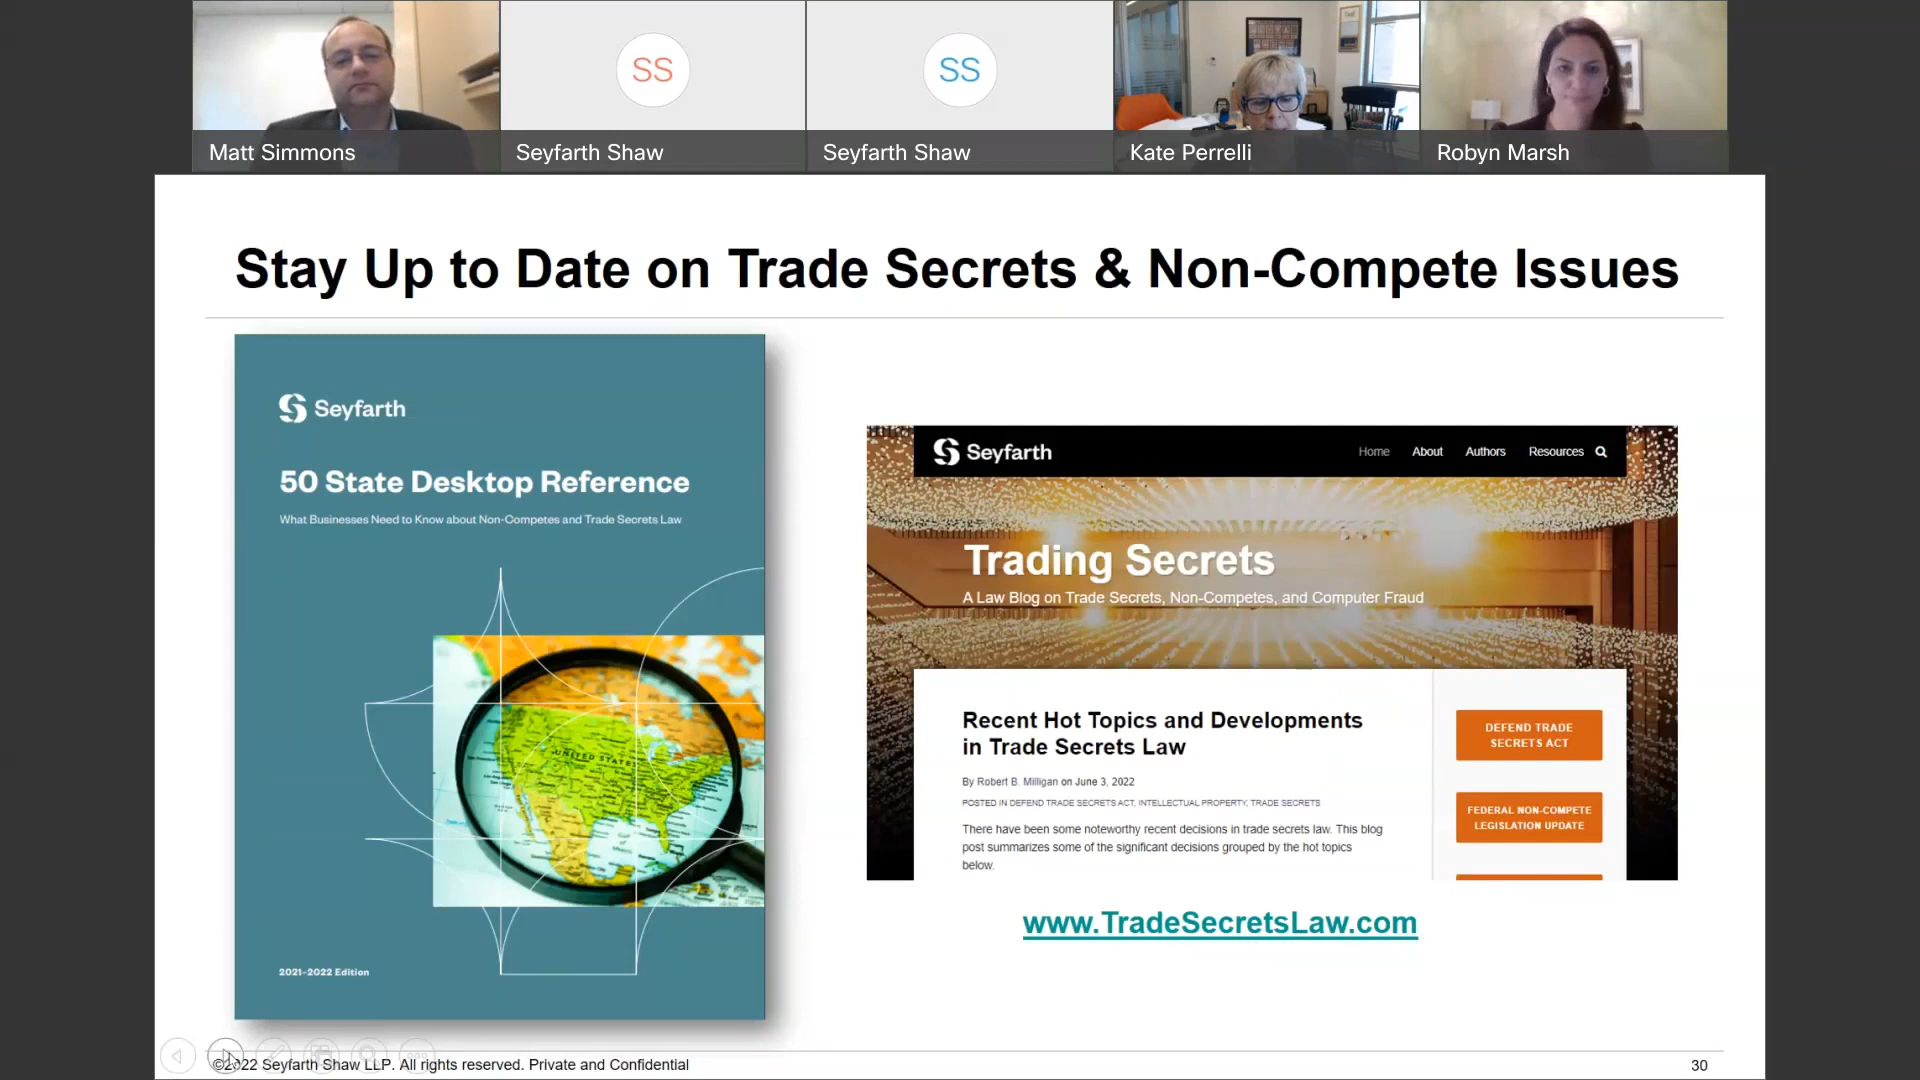 SS
SS
Matt Simmons
Seyfarth Shaw
Seyfarth Shaw
Kate Perrelli
Robyn Marsh
Stay Up to Date on Trade Secrets & Non-Compete Issues
Seyfarth
50 State Desktop Reference
What Businesses Need to Know about Non-Competes and Trade Secrets Law
UNITED STATES
2021-2022 Edition
Seyfarth
Home About Authors Resources
Trading Secrets
A Law Blog on Trade Secrets, Non-Competes, and Computer Fraud
Recent Hot Topics and Developments
in Trade Secrets Law
By Robert B. Milligan on June 3, 2022
POSTED IN DEFEND TRADE SECRETS ACT, INTELLECTUAL PROPERTY, TRADE SECRETS
There have been some noteworthy recent decisions in trade secrets law. This blog
post summarizes some of the significant decisions grouped by the hot topics
below.
DEFEND TRADE
SECRETS ACT
FEDERAL NON-COMPETE
LEGISLATION UPDATE
www.TradeSecretsLaw.com
©2022 Seyfarth Shaw LLP. All rights reserved. Private and Confidential
30